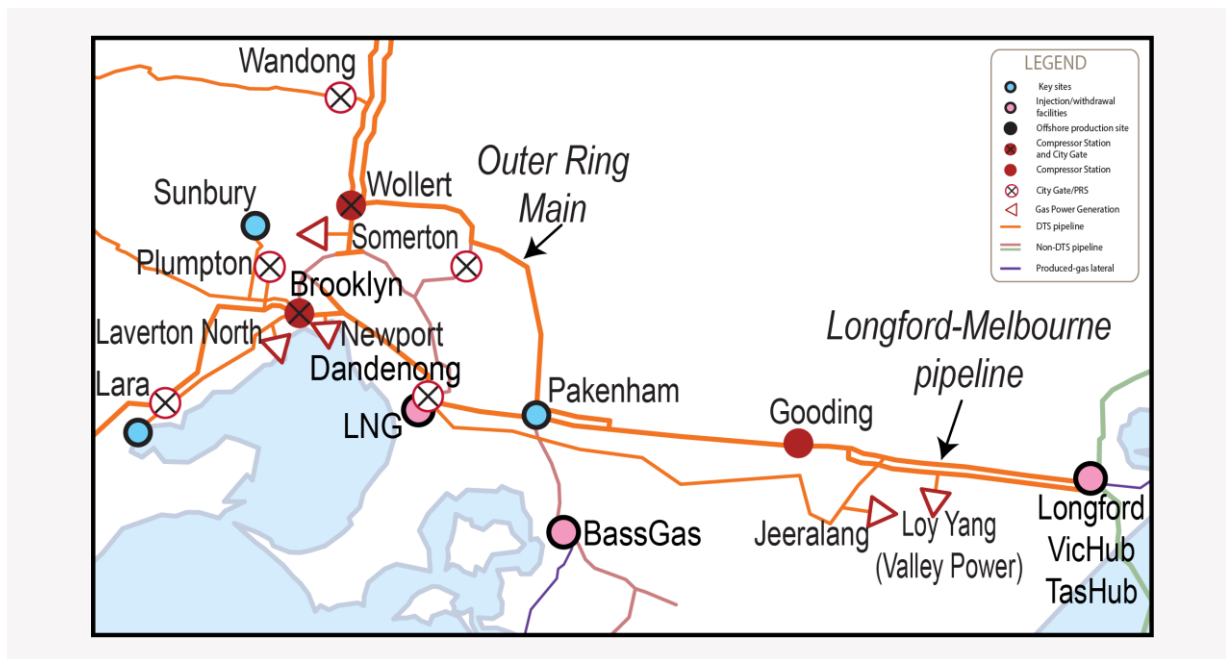 Wandong
LEGEND
Key sites
Injection/withdrawal
facilities
Offshore production site
Compressor Station
and City Gate
Compressor Station
City Gate/PRS
Gas Power Generation
DTS pipeline
Non-DTS pipeline
Produced-gas lateral
Outer Ring
Main
Wollert
Sunbury
Somerton
Plumpton
Brooklyn
Laverton North
Newport
Longford-Melbourne
pipeline
Dandenong
Lara
Pakenham
LNG
Gooding
BassGas
Jeeralang
Loy Yang
(Valley Power)
Longford
VicHub
TasHub